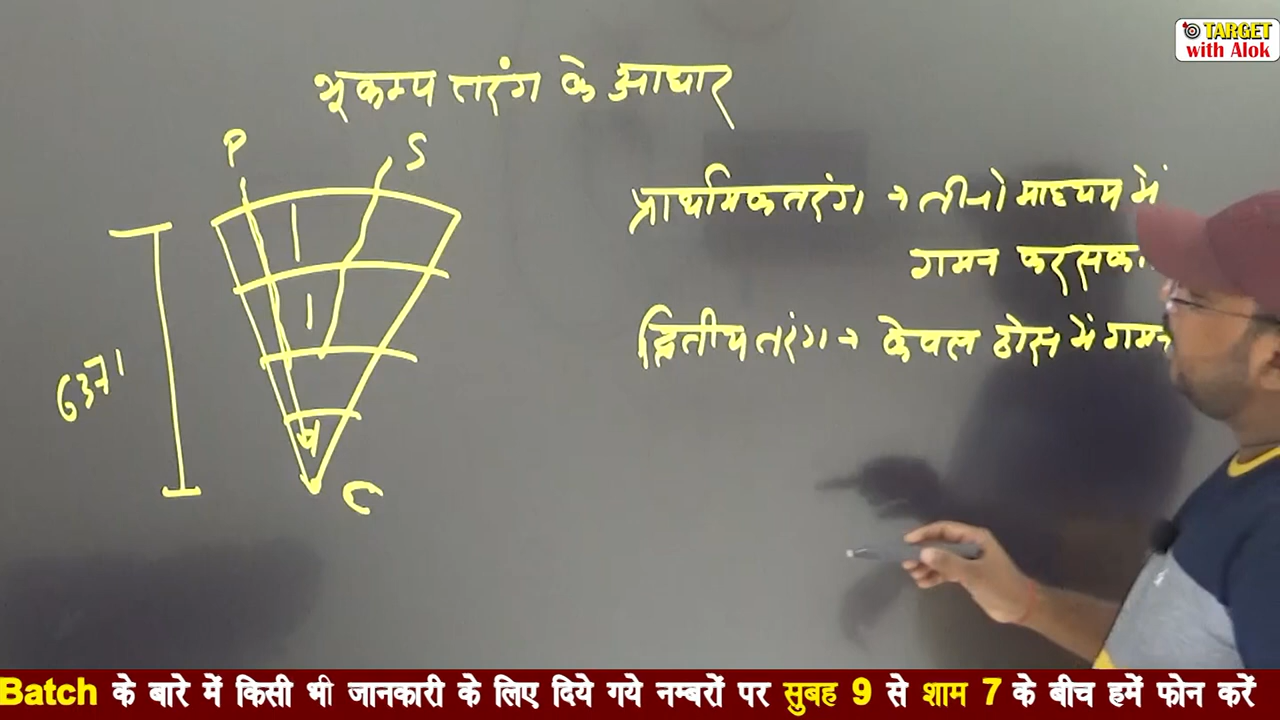 TARGET
with Alok
भूकम्प तरंग के आधार
P
S
प्राथमिक तरंग → तीनो माध्यम में
गमन कर सक
द्वितीय तरंग → केवल ठोस में गमन
6371
C
Batch के बारे में किसी भी जानकारी के लिए दिये गये नम्बरों पर सुबह 9 से शाम 7 के बीच हमें फोन करें